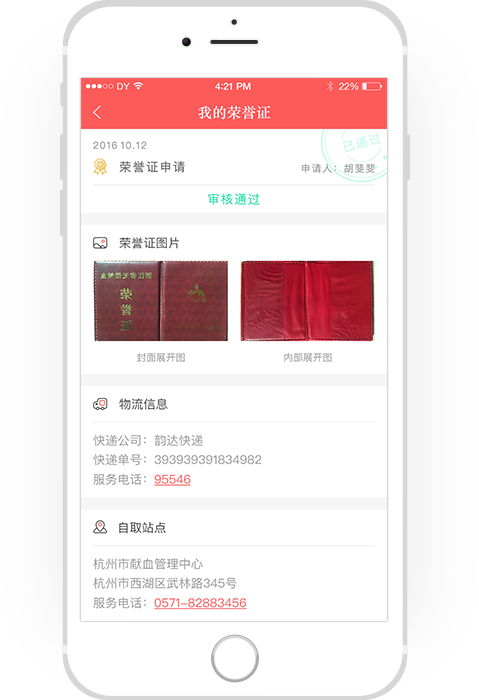 DY 4:21 PM 22%
我的荣誉证
2016 10.12
已通过
荣誉证申请 申请人：胡斐斐
审核通过
荣誉证图片
荣誉证
封面展开图 内部展开图
物流信息
快递公司：韵达快递
快递单号：393939391834982
服务电话：95546
自取站点
杭州市献血管理中心
杭州市西湖区武林路345号
服务电话：0571-82883456